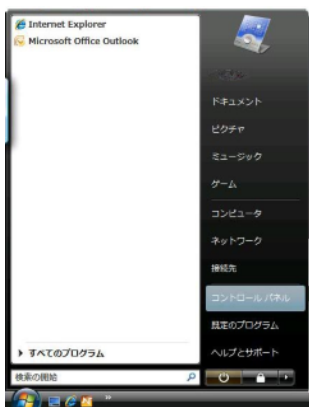 Internet Explorer
Microsoft Office Outlook
すべてのプログラム
検索の開始
ドキュメント
ピクチャ
ミュージック
ゲーム
コンピュータ
ネットワーク
接続先
コントロール パネル
既定のプログラム
ヘルプとサポート